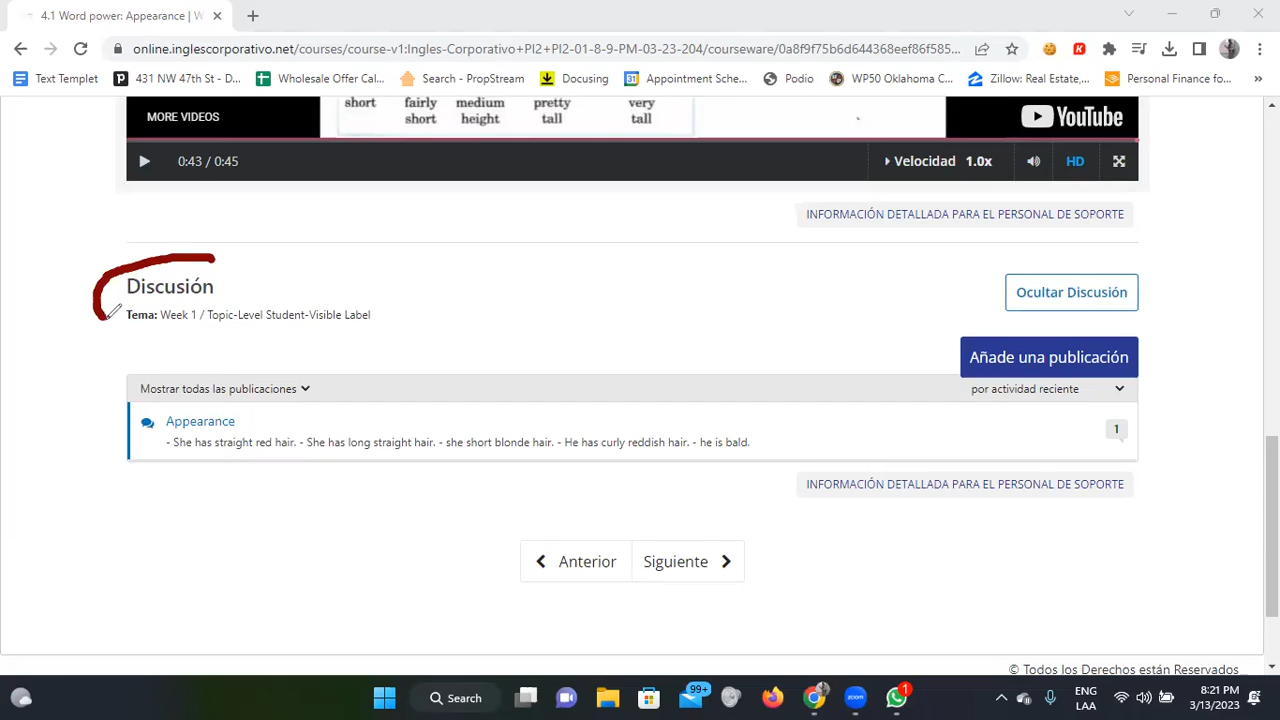 4.1 Word power: Appearance | W
online.inglescorporativo.net/courses/course-v1:Ingles-Corporativo+PI2+PI2-01-8-9-PM-03-23-204/courseware/0a8f9f75b6d644368eef86f585...
Text Templet
431 NW 47th St - D...
Wholesale Offer Cal...
Search - PropStream
Docusing
Appointment Sche...
Podio
WP50 Oklahoma C...
Zillow: Real Estate,...
Personal Finance fo...
»
short fairly medium pretty very
short height tall tall
MORE VIDEOS
YouTube
0:43 / 0:45
Velocidad 1.0x
HD
INFORMACIÓN DETALLADA PARA EL PERSONAL DE SOPORTE
Discusión
Ocultar Discusión
Tema: Week 1 / Topic-Level Student-Visible Label
Añade una publicación
Mostrar todas las publicaciones
por actividad reciente
Appearance
1
- She has straight red hair. - She has long straight hair. - she short blonde hair. - He has curly reddish hair. - he is bald.
INFORMACIÓN DETALLADA PARA EL PERSONAL DE SOPORTE
Anterior
Siguiente
© Todos los Derechos están Reservados
Search
99+
1
ENG
LAA
8:21 PM
3/13/2023